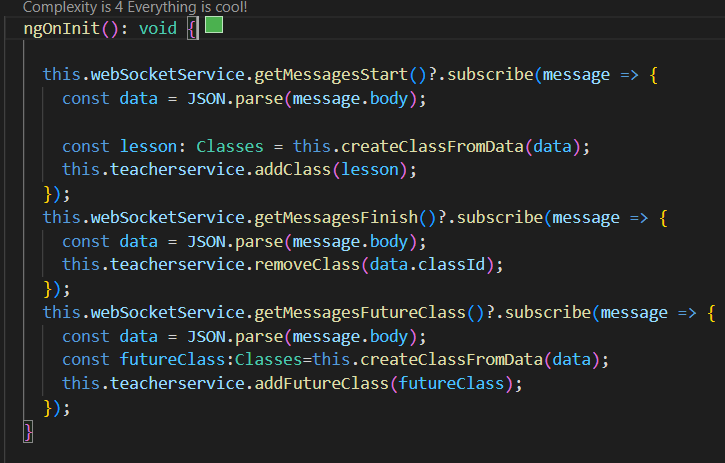 Complexity is 4 Everything is cool!
ngOnInit(): void {
this.webSocketService.getMessagesStart()?.subscribe(message => {
const data = JSON.parse(message.body);
const lesson: Classes = this.createClassFromData(data);
this.teacherservice.addClass(lesson);
});
this.webSocketService.getMessagesFinish()?.subscribe(message => {
const data = JSON.parse(message.body);
this.teacherservice.removeClass(data.classId);
});
this.webSocketService.getMessagesFutureClass()?.subscribe(message => {
const data = JSON.parse(message.body);
const futureClass:Classes=this.createClassFromData(data);
this.teacherservice.addFutureClass(futureClass);
});
}